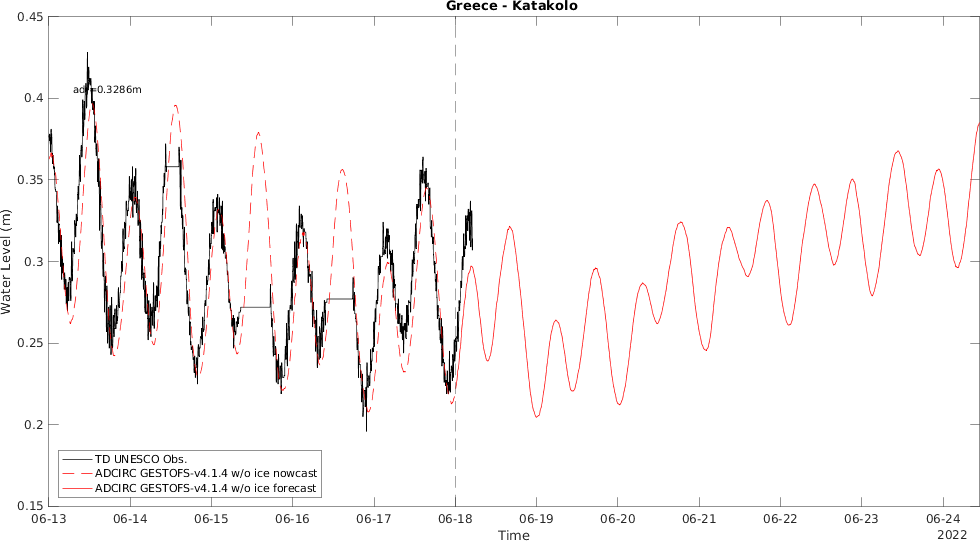 Greece - Katakolo
0.45
0.4
0.35
0.3
0.25
0.2
0.15
Water Level (m)
TD UNESCO Obs.
ADCIRC GESTOFS-v4.1.4 w/o ice nowcast
ADCIRC GESTOFS-v4.1.4 w/o ice forecast
06-13 06-14 06-15 06-16 06-17 06-18 06-19 06-20 06-21 06-22 06-23 06-24
Time
2022